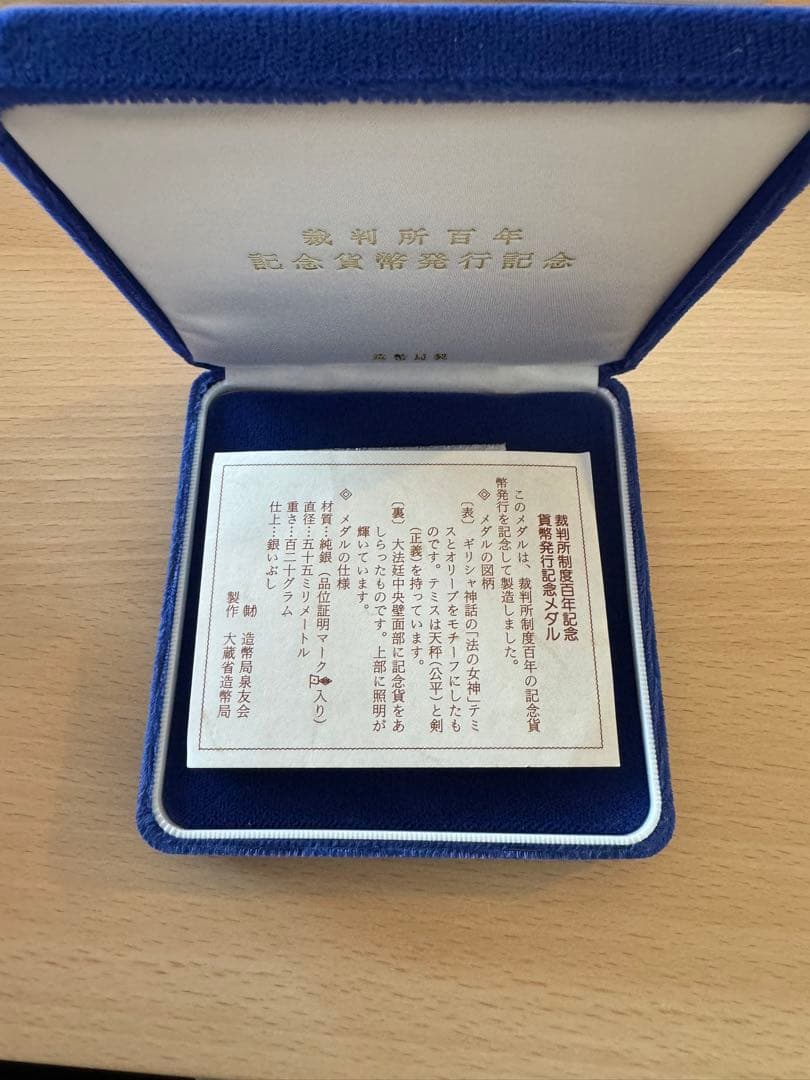 裁判所百年
記念貨幣発行記念
造幣局製
裁判所制度百年記念
貨幣発行記念メダル
このメダルは、裁判所制度百年の記念貨
幣発行を記念して製造しました。
◎ メダルの図柄
〔表〕 ギリシャ神話の「法の女神」テミ
スとオリーブをモチーフにしたも
のです。テミスは天秤(公平)と剣
(正義)を持っています。
〔裏〕 大法廷中央壁面部に記念貨をあ
しらったものです。上部に照明が
輝いています。
◎ メダルの仕様
材質…純銀(品位証明マーク入り)
直径…五十五ミリメートル
重さ…百二十グラム
仕上…銀いぶし
㈶ 造幣局泉友会
製作 大蔵省造幣局